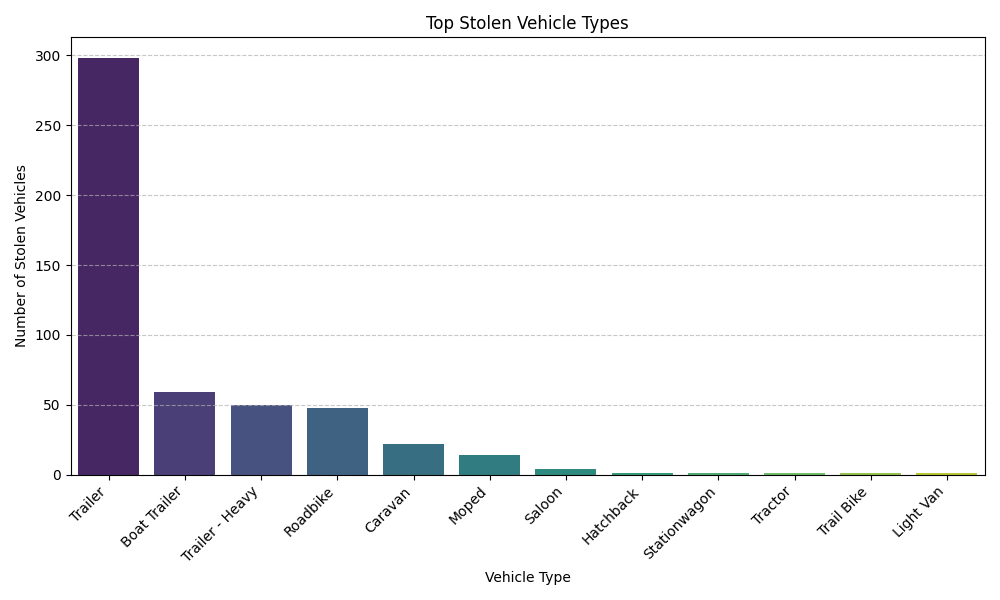 Top Stolen Vehicle Types
Number of Stolen Vehicles
300
250
200
150
100
50
0
Trailer
Boat Trailer
Trailer - Heavy
Roadbike
Caravan
Moped
Saloon
Hatchback
Stationwagon
Tractor
Trail Bike
Light Van
Vehicle Type